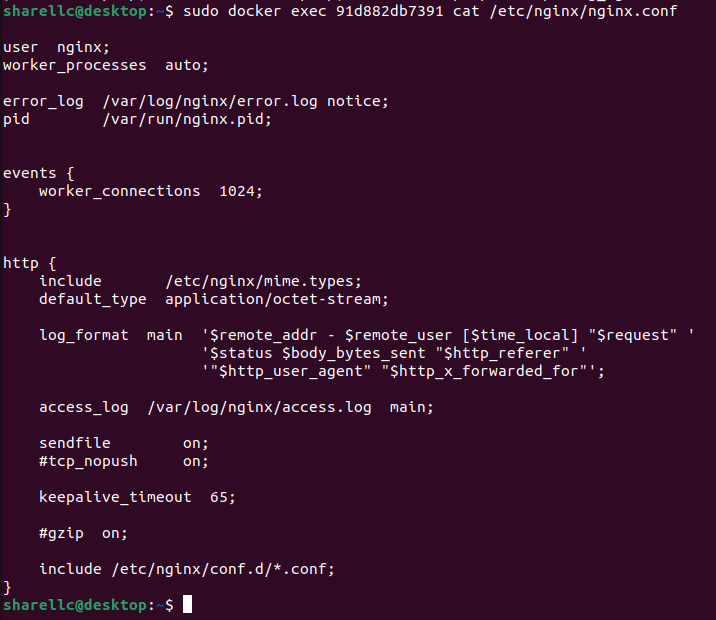 sharellc@desktop:~$ sudo docker exec 91d882db7391 cat /etc/nginx/nginx.conf
user  nginx;
worker_processes  auto;
error_log  /var/log/nginx/error.log notice;
pid        /var/run/nginx.pid;
events {
    worker_connections  1024;
}
http {
    include       /etc/nginx/mime.types;
    default_type  application/octet-stream;
    log_format  main  '$remote_addr - $remote_user [$time_local] "$request" '
                      '$status $body_bytes_sent "$http_referer" '
                      '"$http_user_agent" "$http_x_forwarded_for"';
    access_log  /var/log/nginx/access.log  main;
    sendfile        on;
    #tcp_nopush     on;
    keepalive_timeout  65;
    #gzip  on;
    include /etc/nginx/conf.d/*.conf;
}
sharellc@desktop:~$